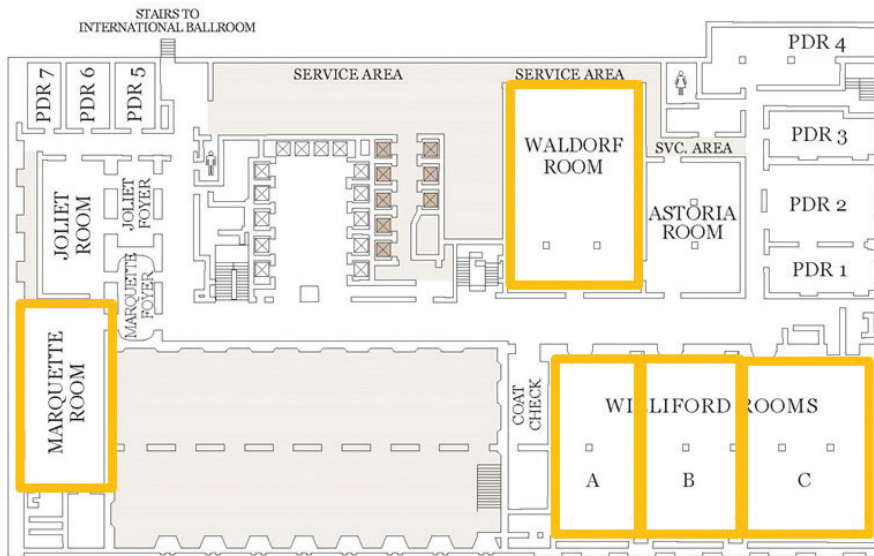 STAIRS TO
INTERNATIONAL BALLROOM
PDR 4
PDR 7
PDR 6
PDR 5
SERVICE AREA
SERVICE AREA
PDR 3
WALDORF
ROOM
SVC. AREA
JOLIET
ROOM
JOLIET
FOYER
ASTORIA
ROOM
PDR 2
PDR 1
MARQUETTE
FOYER
MARQUETTE
ROOM
COAT
CHECK
WILLIFORD ROOMS
A
B
C